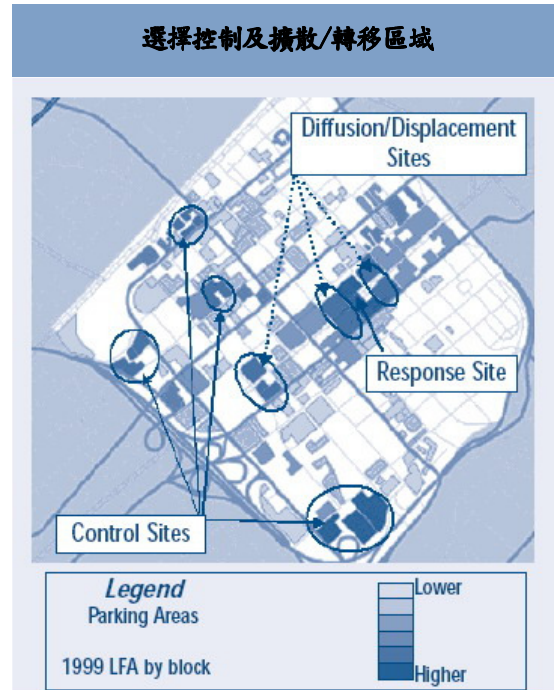 選擇控制及擴散/轉移區域
Diffusion/Displacement
Sites
Response Site
Control Sites
Legend
Parking Areas
1999 LFA by block
Lower
Higher